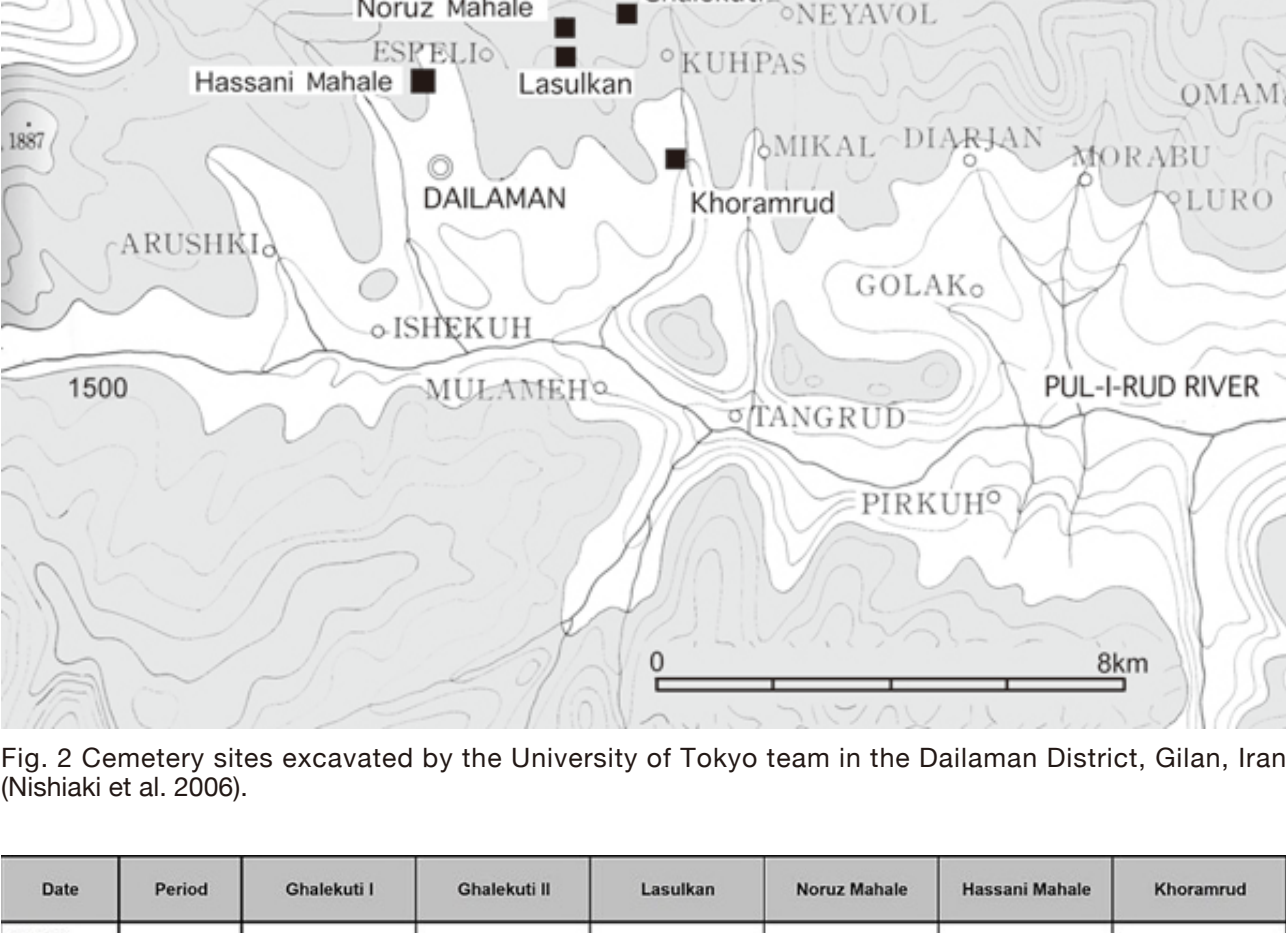 Noruz Mahale
NEYAVOL
ESPELI
KUHPAS
Hassani Mahale
Lasulkan
OMAM
1887
MIKAL
DIARJAN
MORABU
DAILAMAN
Khoramrud
LURO
ARUSHKI
GOLAK
ISHEKUH
1500
MULAMEH
PUL-I-RUD RIVER
TANGRUD
PIRKUH
0 8km
Fig. 2 Cemetery sites excavated by the University of Tokyo team in the Dailaman District, Gilan, Iran
(Nishiaki et al. 2006).
Date Period Ghalekuti I Ghalekuti II Lasulkan Noruz Mahale Hassani Mahale Khoramrud